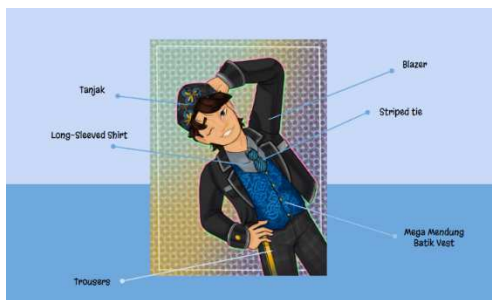 Blazer
Tanjak
Striped tie
Long-Sleeved Shirt
Mega Mendung
Batik Vest
Trousers